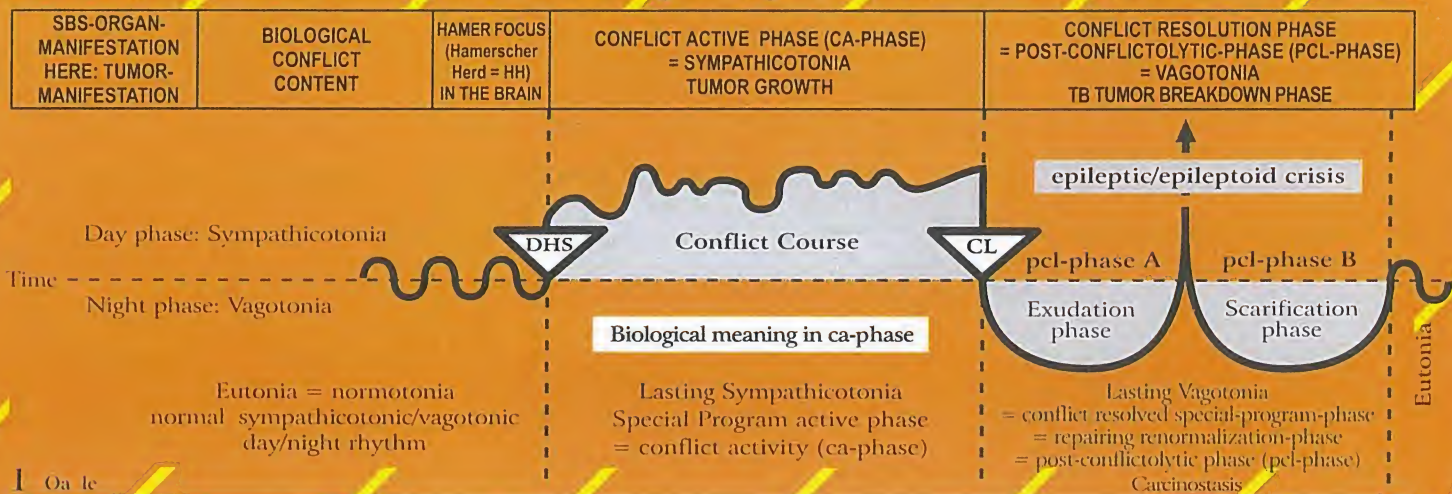 SBS-ORGAN-
MANIFESTATION
HERE: TUMOR-
MANIFESTATION
BIOLOGICAL
CONFLICT
CONTENT
HAMER FOCUS
(Hamerscher
Herd = HH)
IN THE BRAIN
CONFLICT ACTIVE PHASE (CA-PHASE)
= SYMPATHICOTONIA
TUMOR GROWTH
CONFLICT RESOLUTION PHASE
= POST-CONFLICTOLYTIC-PHASE (PCL-PHASE)
= VAGOTONIA
TB TUMOR BREAKDOWN PHASE
epileptic/epileptoid crisis
Day phase: Sympathicotonia
DHS
Conflict Course
CL
pcl-phase A
pcl-phase B
Time
Night phase: Vagotonia
Exudation
phase
Scarification
phase
Biological meaning in ca-phase
Eutonia
Eutonia = normotonia
normal sympathicotonic/vagotonic
day/night rhythm
Lasting Sympathicotonia
Special Program active phase
= conflict activity (ca-phase)
Lasting Vagotonia
= conflict resolved special-program-phase
= repairing renormalization-phase
= post-conflictolytic phase (pcl-phase)
Carcinostasis